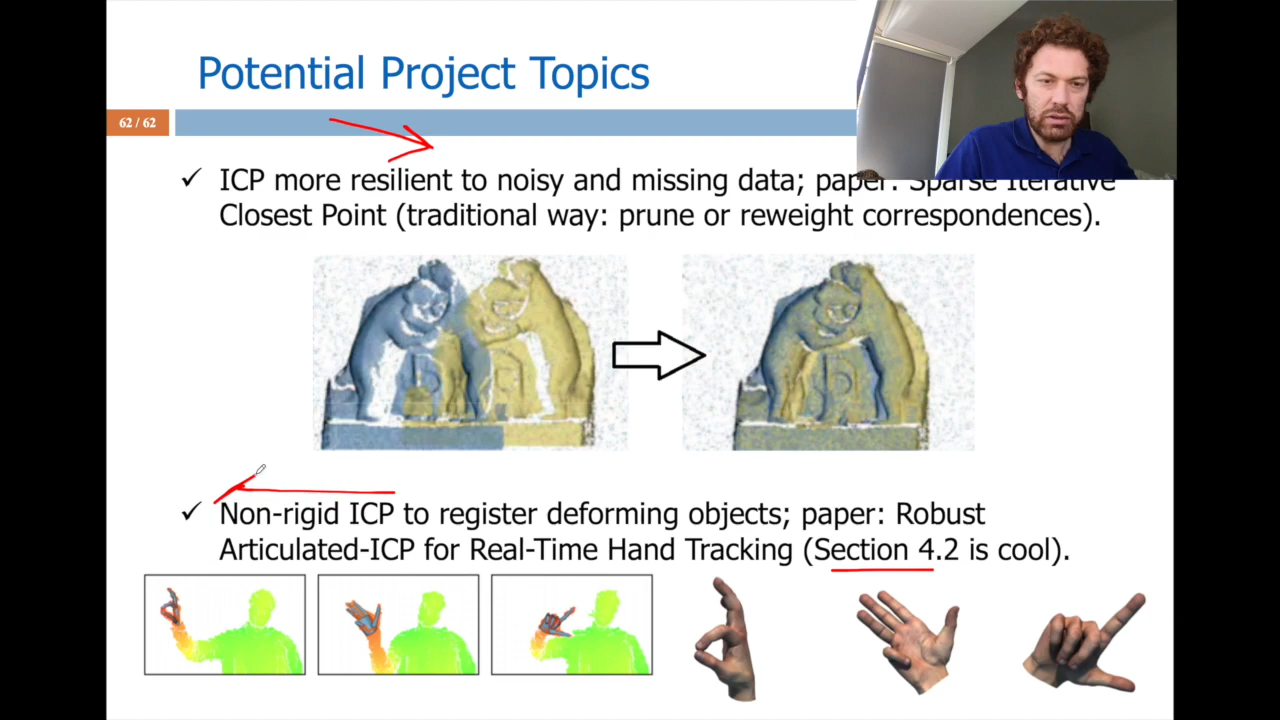 Potential Project Topics
62 / 62
✓ ICP more resilient to noisy and missing data; paper: Sparse Iterative
Closest Point (traditional way: prune or reweight correspondences).
✓ Non-rigid ICP to register deforming objects; paper: Robust
Articulated-ICP for Real-Time Hand Tracking (Section 4.2 is cool).